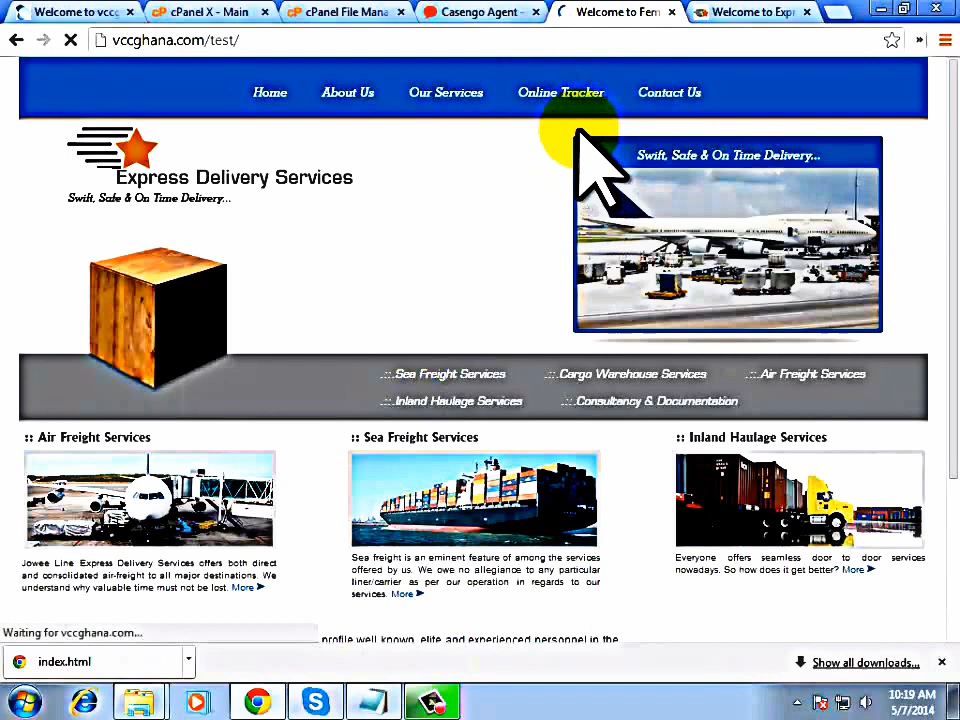 Welcome to vccg
cPanel X - Main
cPanel File Mana
Casengo Agent -
Welcome to Fem
Welcome to Expr
vccghana.com/test/
Home
About Us
Our Services
Online Tracker
Contact Us
Express Delivery Services
Swift, Safe & On Time Delivery...
Swift, Safe & On Time Delivery...
.::.Sea Freight Services
.::.Cargo Warehouse Services
.::.Air Freight Services
.::.Inland Haulage Services
.::.Consultancy & Documentation
:: Air Freight Services
Jowee Line Express Delivery Services offers both direct
and consolidated air-freight to all major destinations. We
understand why valuable time must not be lost. More
:: Sea Freight Services
Sea freight is an eminent feature of among the services
offered by us. We owe no allegiance to any particular
liner/carrier as per our operation in regards to our
services. More
:: Inland Haulage Services
Everyone offers seamless door to door services
nowadays. So how does it get better? More
profile well known, elite and experienced personnel in the
Waiting for vccghana.com...
index.html
Show all downloads...
10:19 AM
5/7/2014